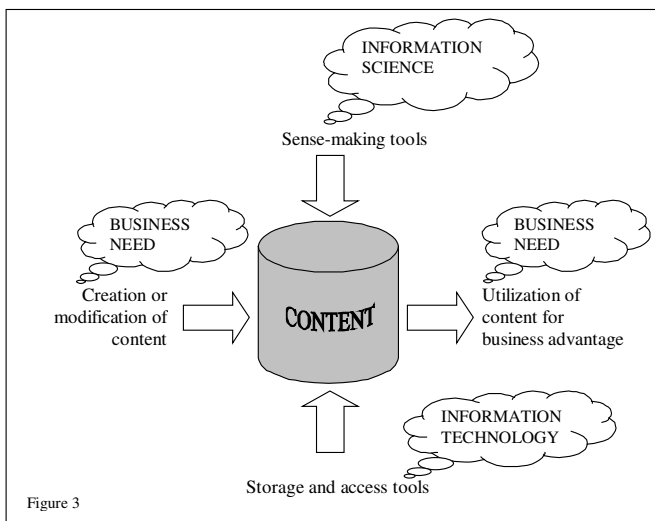 INFORMATION
SCIENCE
Sense-making tools
BUSINESS
NEED
Creation or
modification of
content
CONTENT
BUSINESS
NEED
Utilization of
content for
business advantage
INFORMATION
TECHNOLOGY
Storage and access tools
Figure 3